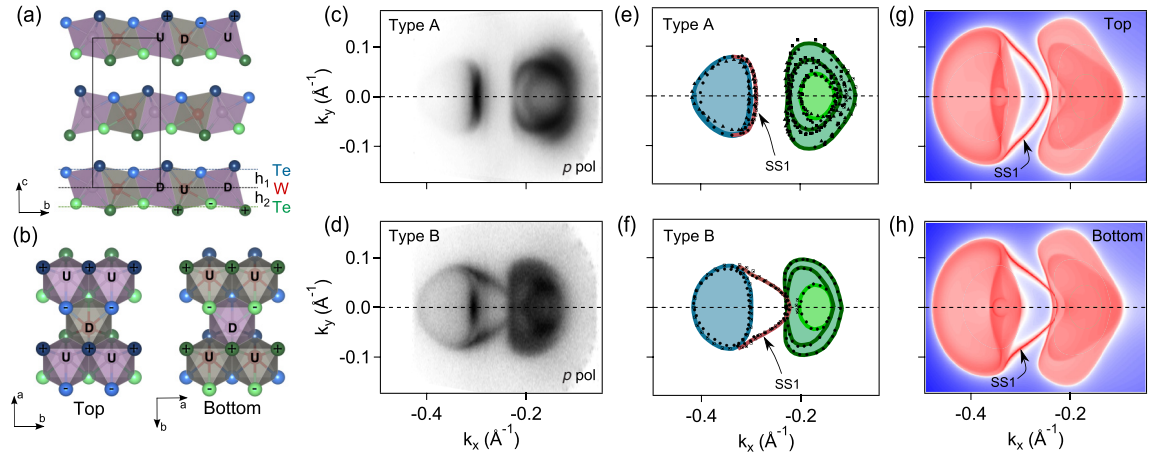 (a)
U D U
h1
h2
Te
W
Te
D U D
c
b
(b)
U U
D
U U
Top
a
b
U U
D
U U
Bottom
a
b
(c)
Type A
p pol
ky (Å-1)
0.1
0.0
-0.1
(d)
Type B
p pol
ky (Å-1)
0.1
0.0
-0.1
-0.4 -0.2
kx (Å-1)
(e)
Type A
SS1
(f)
Type B
SS1
-0.4 -0.2
kx (Å-1)
(g)
Top
SS1
(h)
Bottom
SS1
-0.4 -0.2
kx (Å-1)